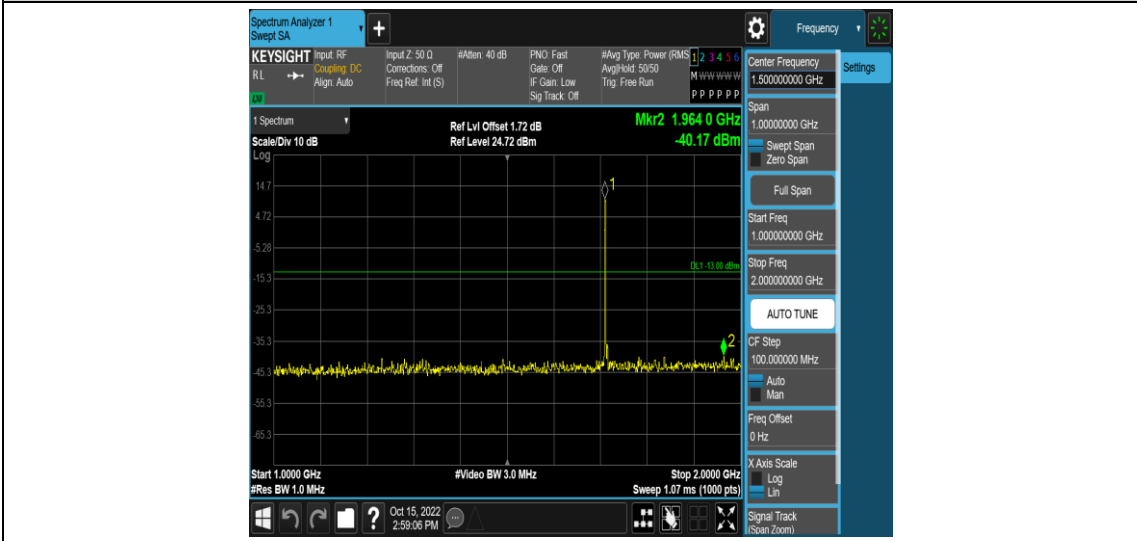 Spectrum Analyzer 1
Swept SA
+
Frequency
KEYSIGHT Input: RF Input Z: 50 Ω #Atten: 40 dB PNO: Fast #Avg Type: Power (RMS 1 2 3 4 5 6
RL Coupling: DC Corrections: Off Gate: Off Avg|Hold: 50/50 M W W W W W
Align: Auto Freq Ref: Int (S) IF Gain: Low Trig: Free Run
Sig Track: Off P P P P P P
1 Spectrum
Ref Lvl Offset 1.72 dB Mkr2 1.964 0 GHz
Scale/Div 10 dB Ref Level 24.72 dBm -40.17 dBm
Log
14.7
4.72
-5.28
-15.3
-25.3
-35.3
-45.3
-55.3
-65.3
1
DL1 -13.00 dBm
2
Start 1.0000 GHz #Video BW 3.0 MHz Stop 2.0000 GHz
#Res BW 1.0 MHz Sweep 1.07 ms (1000 pts)
? Oct 15, 2022
2:59:06 PM
Center Frequency
1.500000000 GHz
Settings
Span
1.00000000 GHz
Swept Span
Zero Span
Full Span
Start Freq
1.000000000 GHz
Stop Freq
2.000000000 GHz
AUTO TUNE
CF Step
100.000000 MHz
Auto
Man
Freq Offset
0 Hz
X Axis Scale
Log
Lin
Signal Track
(Span Zoom)